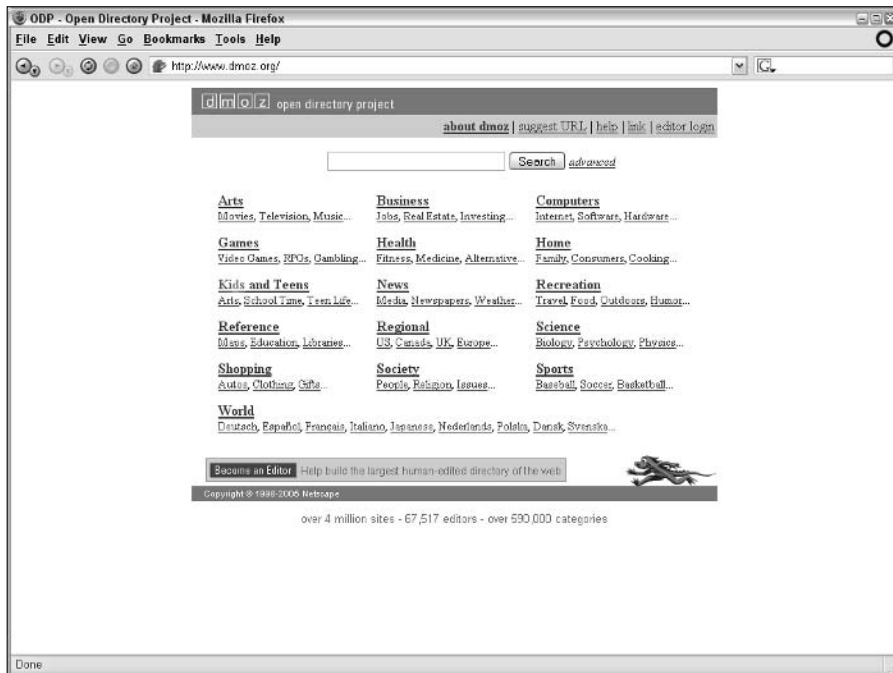 ODP - Open Directory Project - Mozilla Firefox
File Edit View Go Bookmarks Tools Help
http://www.dmoz.org/ G
dmoz open directory project
about dmoz | suggest URL | help | link | editor login
Search advanced
Arts Business Computers
Movies, Television, Music... Jobs, Real Estate, Investing... Internet, Software, Hardware...
Games Health Home
Video Games, RPGs, Gambling... Fitness, Medicine, Alternative... Family, Consumers, Cooking...
Kids and Teens News Recreation
Arts, School Time, Teen Life... Media, Newspapers, Weather... Travel, Food, Outdoors, Humor...
Reference Regional Science
Maps, Education, Libraries... US, Canada, UK, Europe... Biology, Psychology, Physics...
Shopping Society Sports
Autos, Clothing, Gifts... People, Religion, Issues... Baseball, Soccer, Basketball...
World
Deutsch, Español, Français, Italiano, Japanese, Nederlands, Polska, Dansk, Svenska...
Become an Editor Help build the largest human-edited directory of the web
Copyright © 1998-2005 Netscape
over 4 million sites - 67,517 editors - over 590,000 categories
Done